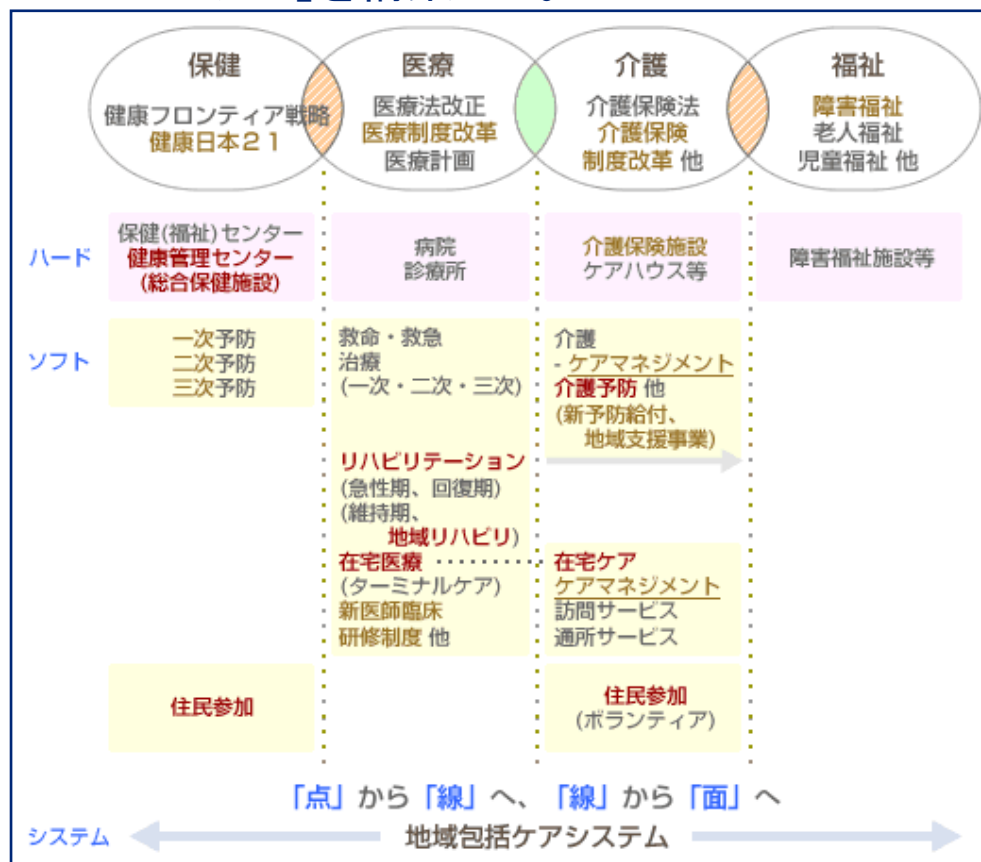 保健
健康フロンティア戦略
健康日本２１
医療
医療法改正
医療制度改革
医療計画
介護
介護保険法
介護保険
制度改革 他
福祉
障害福祉
老人福祉
児童福祉 他
ハード
保健(福祉)センター
健康管理センター
(総合保健施設)
病院
診療所
介護保険施設
ケアハウス等
障害福祉施設等
ソフト
一次予防
二次予防
三次予防
救命・救急
治療
(一次・二次・三次)
リハビリテーション
(急性期、回復期)
(維持期、
地域リハビリ)
在宅医療
(ターミナルケア)
新医師臨床
研修制度 他
介護
- ケアマネジメント
介護予防 他
(新予防給付、
地域支援事業)
在宅ケア
ケアマネジメント
訪問サービス
通所サービス
住民参加
住民参加
(ボランティア)
「点」から「線」へ、「線」から「面」へ
システム
地域包括ケアシステム